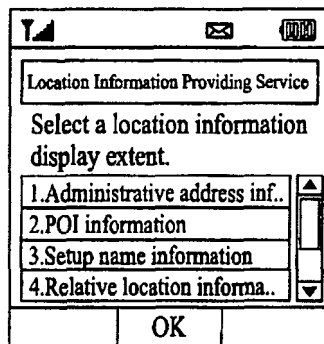 Location Information Providing Service
Select a location information
display extent.
1.Administrative address inf..
2.POI information
3.Setup name information
4.Relative location informa..
OK